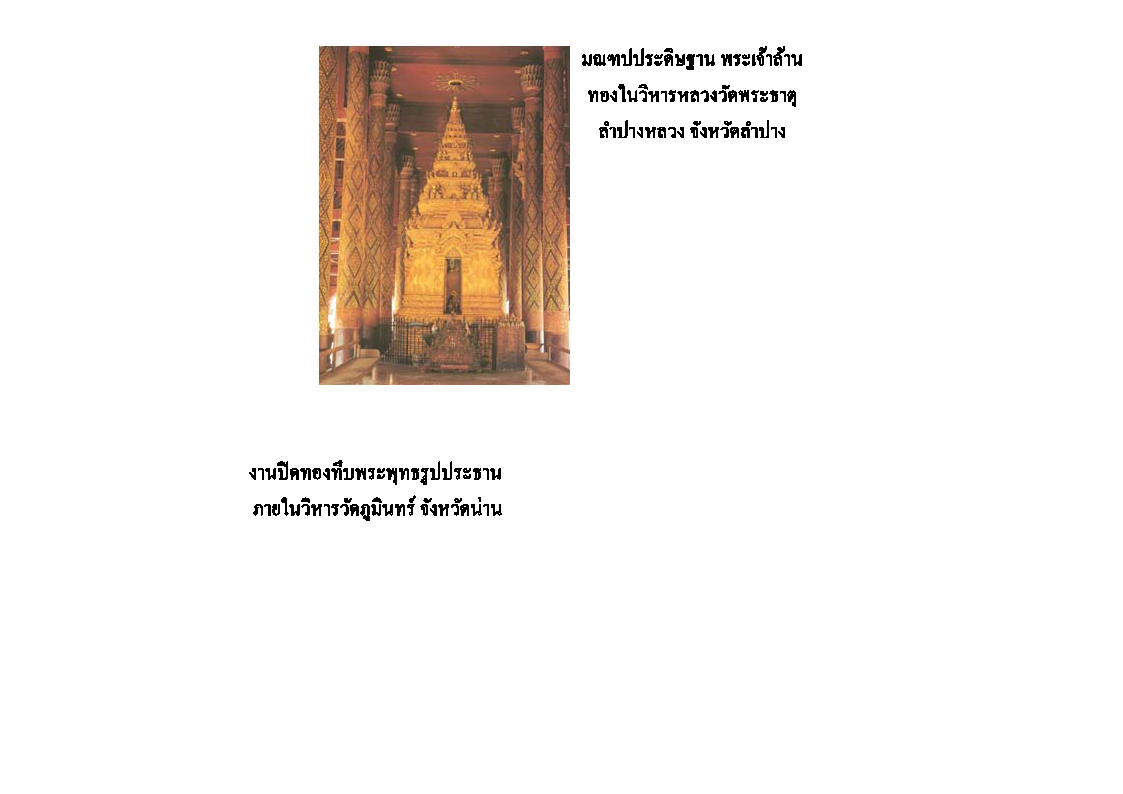 มณฑปประดิษฐาน พระเจ้าล้าน
ทองในวิหารหลวงวัดพระธาตุ
ลำปางหลวง จังหวัดลำปาง
งานปิดทองทึบพระพุทธรูปประธาน
ภายในวิหารวัดภูมินทร์ จังหวัดน่าน